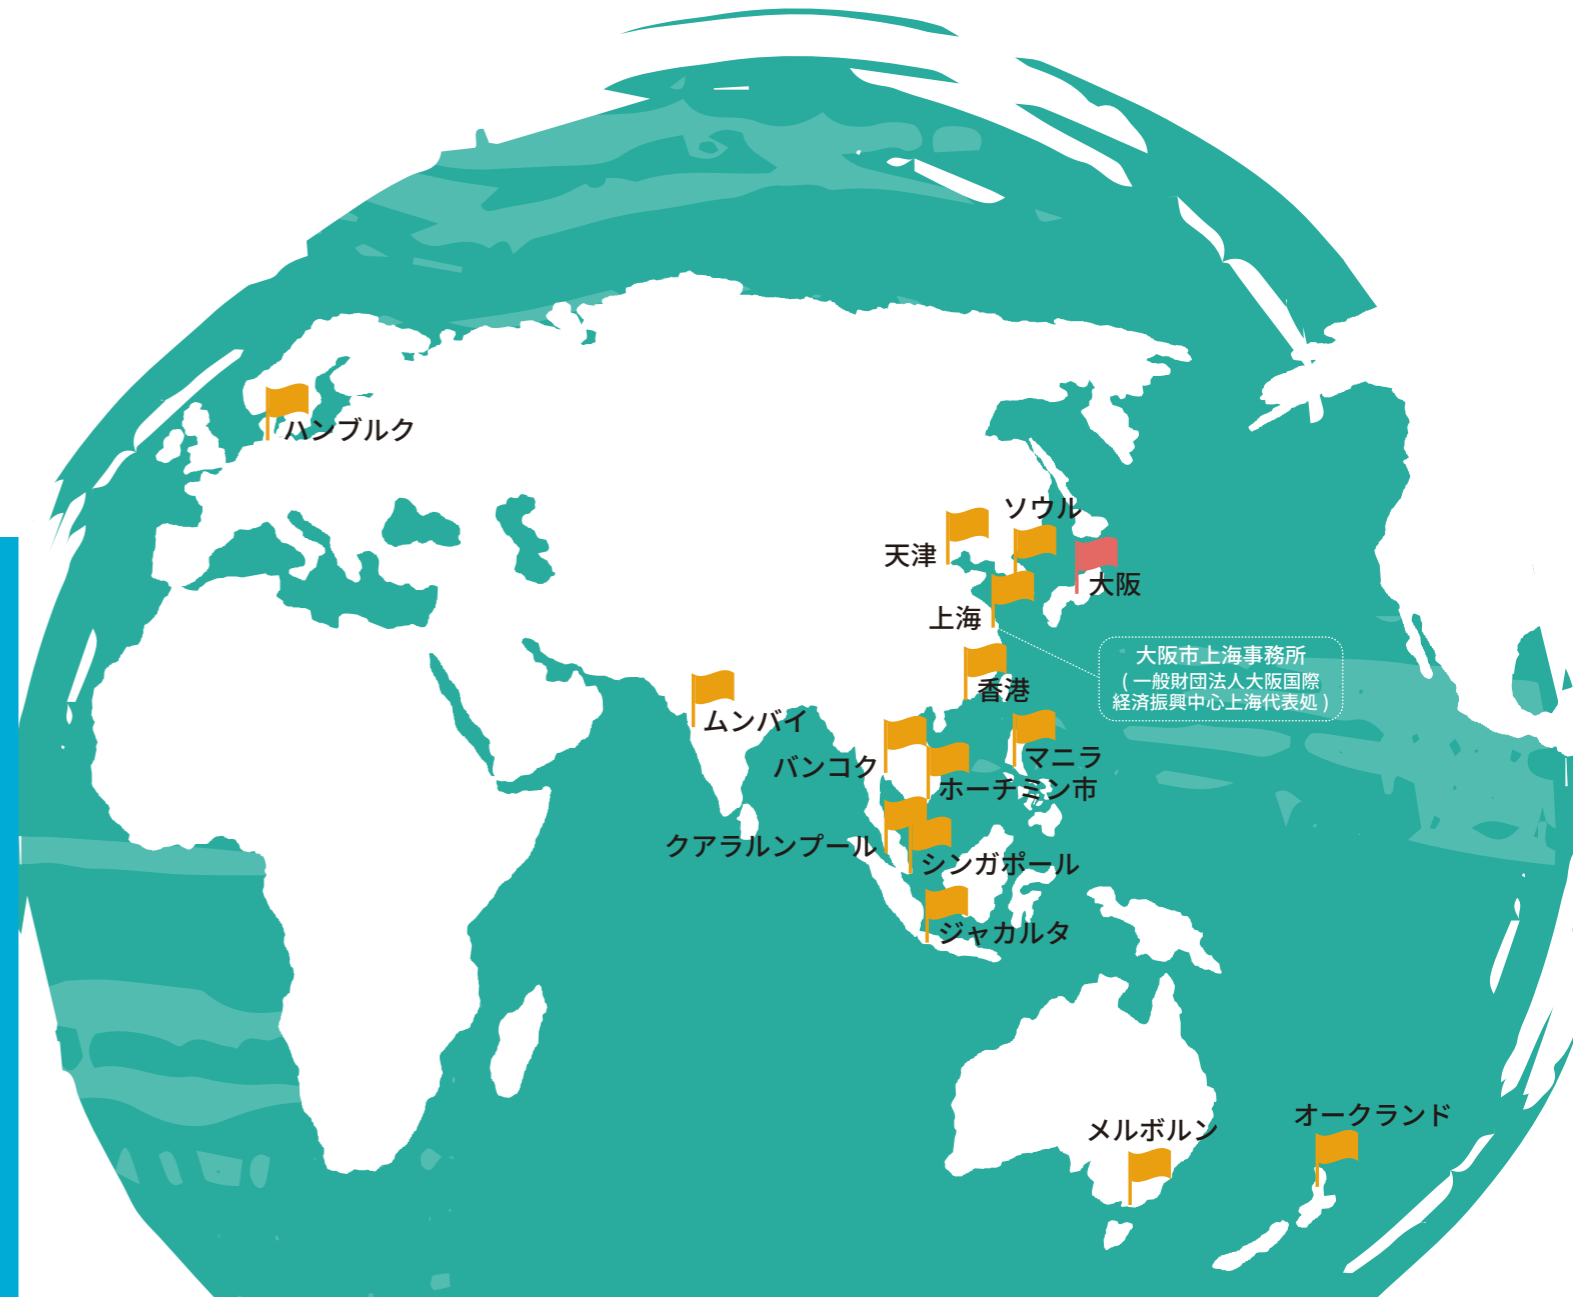 ハンブルク
ソウル
天津
大阪
上海
大阪市上海事務所
( 一般財団法人大阪国際
経済振興中心上海代表処 )
香港
ムンバイ
マニラ
バンコク
ホーチミン市
クアラルンプール
シンガポール
ジャカルタ
メルボルン
オークランド